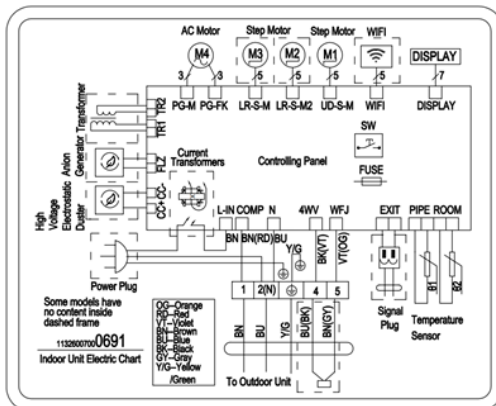 AC Motor Step Motor Step Motor WIFI
M4 M3 M2 M1 DISPLAY
3 3 5 5 5 5 7
PG-M PG-FK LR-S-M LR-S-M2 UD-S-M WIFI DISPLAY
Transformer
TR2
TR1
Anion
Generator
FLZ
High
Voltage
Electrostatic
Duster
CC-
CC+
Current
Transformers
Controlling Panel
SW
FUSE
L-IN COMP N 4WV WFJ EXIT PIPE ROOM
BN BN(RD) BU Y/G BK(VT) VT(OG)
Power Plug
1 2(N) 4 5
Signal
Plug
B1 B2
Temperature
Sensor
Some models have
no content inside
dashed frame
11326007000691
Indoor Unit Electric Chart
OG-Orange
RD-Red
VT-Violet
BN-Brown
BU-Blue
BK-Black
GY-Gray
Y/G-Yellow
/Green
BN BU Y/G BU(BK) BN(GY)
To Outdoor Unit